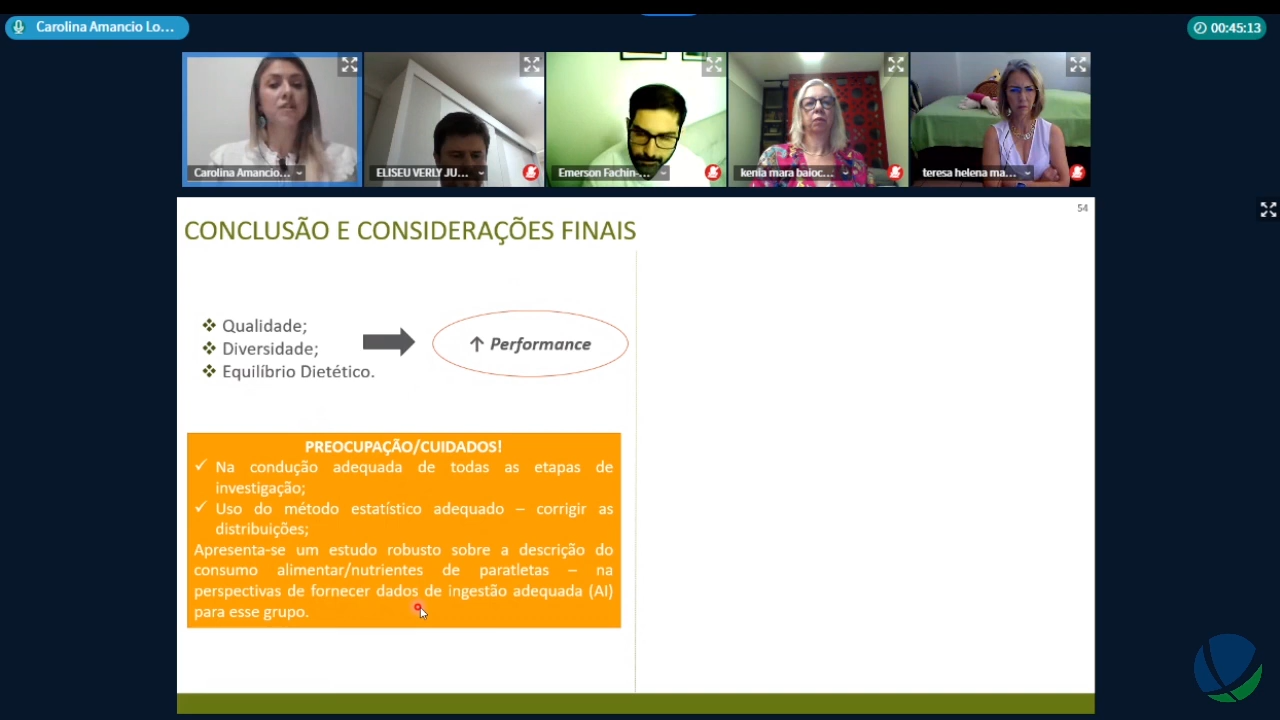 Carolina Amancio Lo...
00:45:13
Carolina Amancio...
ELISEU VERLY JU...
Emerson Fachin-...
kenia mara baioc...
teresa helena ma...
54
CONCLUSÃO E CONSIDERAÇÕES FINAIS
Qualidade;
Diversidade;
Equilíbrio Dietético.
↑ Performance
PREOCUPAÇÃO/CUIDADOS!
Na condução adequada de todas as etapas de
investigação;
Uso do método estatístico adequado – corrigir as
distribuições;
Apresenta-se um estudo robusto sobre a descrição do
consumo alimentar/nutrientes de paratletas – na
perspectivas de fornecer dados de ingestão adequada (AI)
para esse grupo.